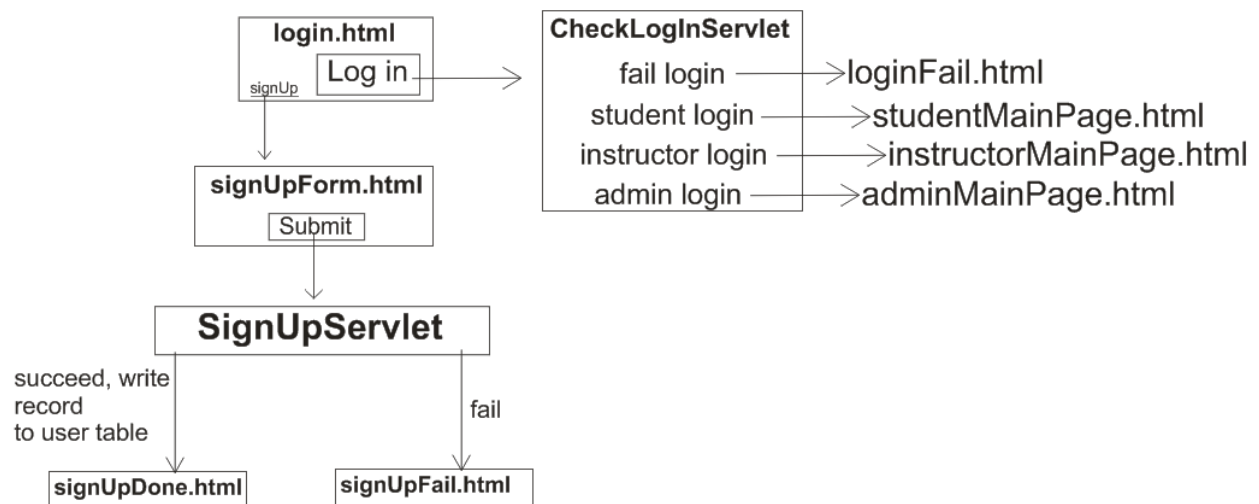 login.html
Log in
signUp
CheckLogInServlet
fail login
loginFail.html
student login
studentMainPage.html
instructor login
instructorMainPage.html
admin login
adminMainPage.html
signUpForm.html
Submit
SignUpServlet
succeed, write
record
to user table
fail
signUpDone.html
signUpFail.html